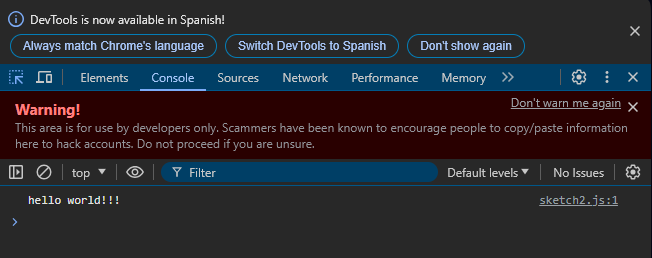 DevTools is now available in Spanish!
Always match Chrome's language Switch DevTools to Spanish Don't show again
Elements Console Sources Network Performance Memory
Warning! Don't warn me again
This area is for use by developers only. Scammers have been known to encourage people to copy/paste information
here to hack accounts. Do not proceed if you are unsure.
top Filter Default levels No Issues
hello world!!! sketch2.js:1